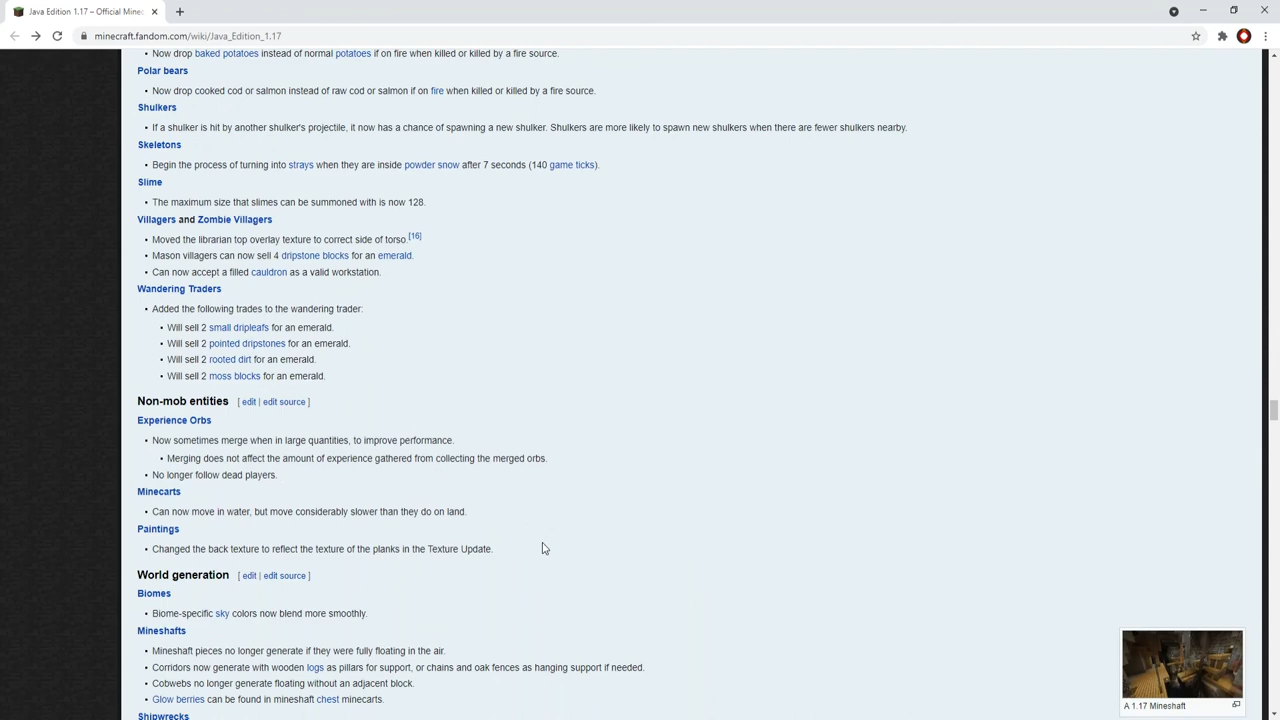 Java Edition 1.17 – Official Minec
minecraft.fandom.com/wiki/Java_Edition_1.17
• Now drop baked potatoes instead of normal potatoes if on fire when killed or killed by a fire source.
Polar bears
• Now drop cooked cod or salmon instead of raw cod or salmon if on fire when killed or killed by a fire source.
Shulkers
• If a shulker is hit by another shulker's projectile, it now has a chance of spawning a new shulker. Shulkers are more likely to spawn new shulkers when there are fewer shulkers nearby.
Skeletons
• Begin the process of turning into strays when they are inside powder snow after 7 seconds (140 game ticks).
Slime
• The maximum size that slimes can be summoned with is now 128.
Villagers and Zombie Villagers
• Moved the librarian top overlay texture to correct side of torso.[16]
• Mason villagers can now sell 4 dripstone blocks for an emerald.
• Can now accept a filled cauldron as a valid workstation.
Wandering Traders
• Added the following trades to the wandering trader:
• Will sell 2 small dripleafs for an emerald.
• Will sell 2 pointed dripstones for an emerald.
• Will sell 2 rooted dirt for an emerald.
• Will sell 2 moss blocks for an emerald.
Non-mob entities [ edit | edit source ]
Experience Orbs
• Now sometimes merge when in large quantities, to improve performance.
• Merging does not affect the amount of experience gathered from collecting the merged orbs.
• No longer follow dead players.
Minecarts
• Can now move in water, but move considerably slower than they do on land.
Paintings
• Changed the back texture to reflect the texture of the planks in the Texture Update.
World generation [ edit | edit source ]
Biomes
• Biome-specific sky colors now blend more smoothly.
Mineshafts
• Mineshaft pieces no longer generate if they were fully floating in the air.
• Corridors now generate with wooden logs as pillars for support, or chains and oak fences as hanging support if needed.
• Cobwebs no longer generate floating without an adjacent block.
• Glow berries can be found in mineshaft chest minecarts.
A 1.17 Mineshaft
Shipwrecks